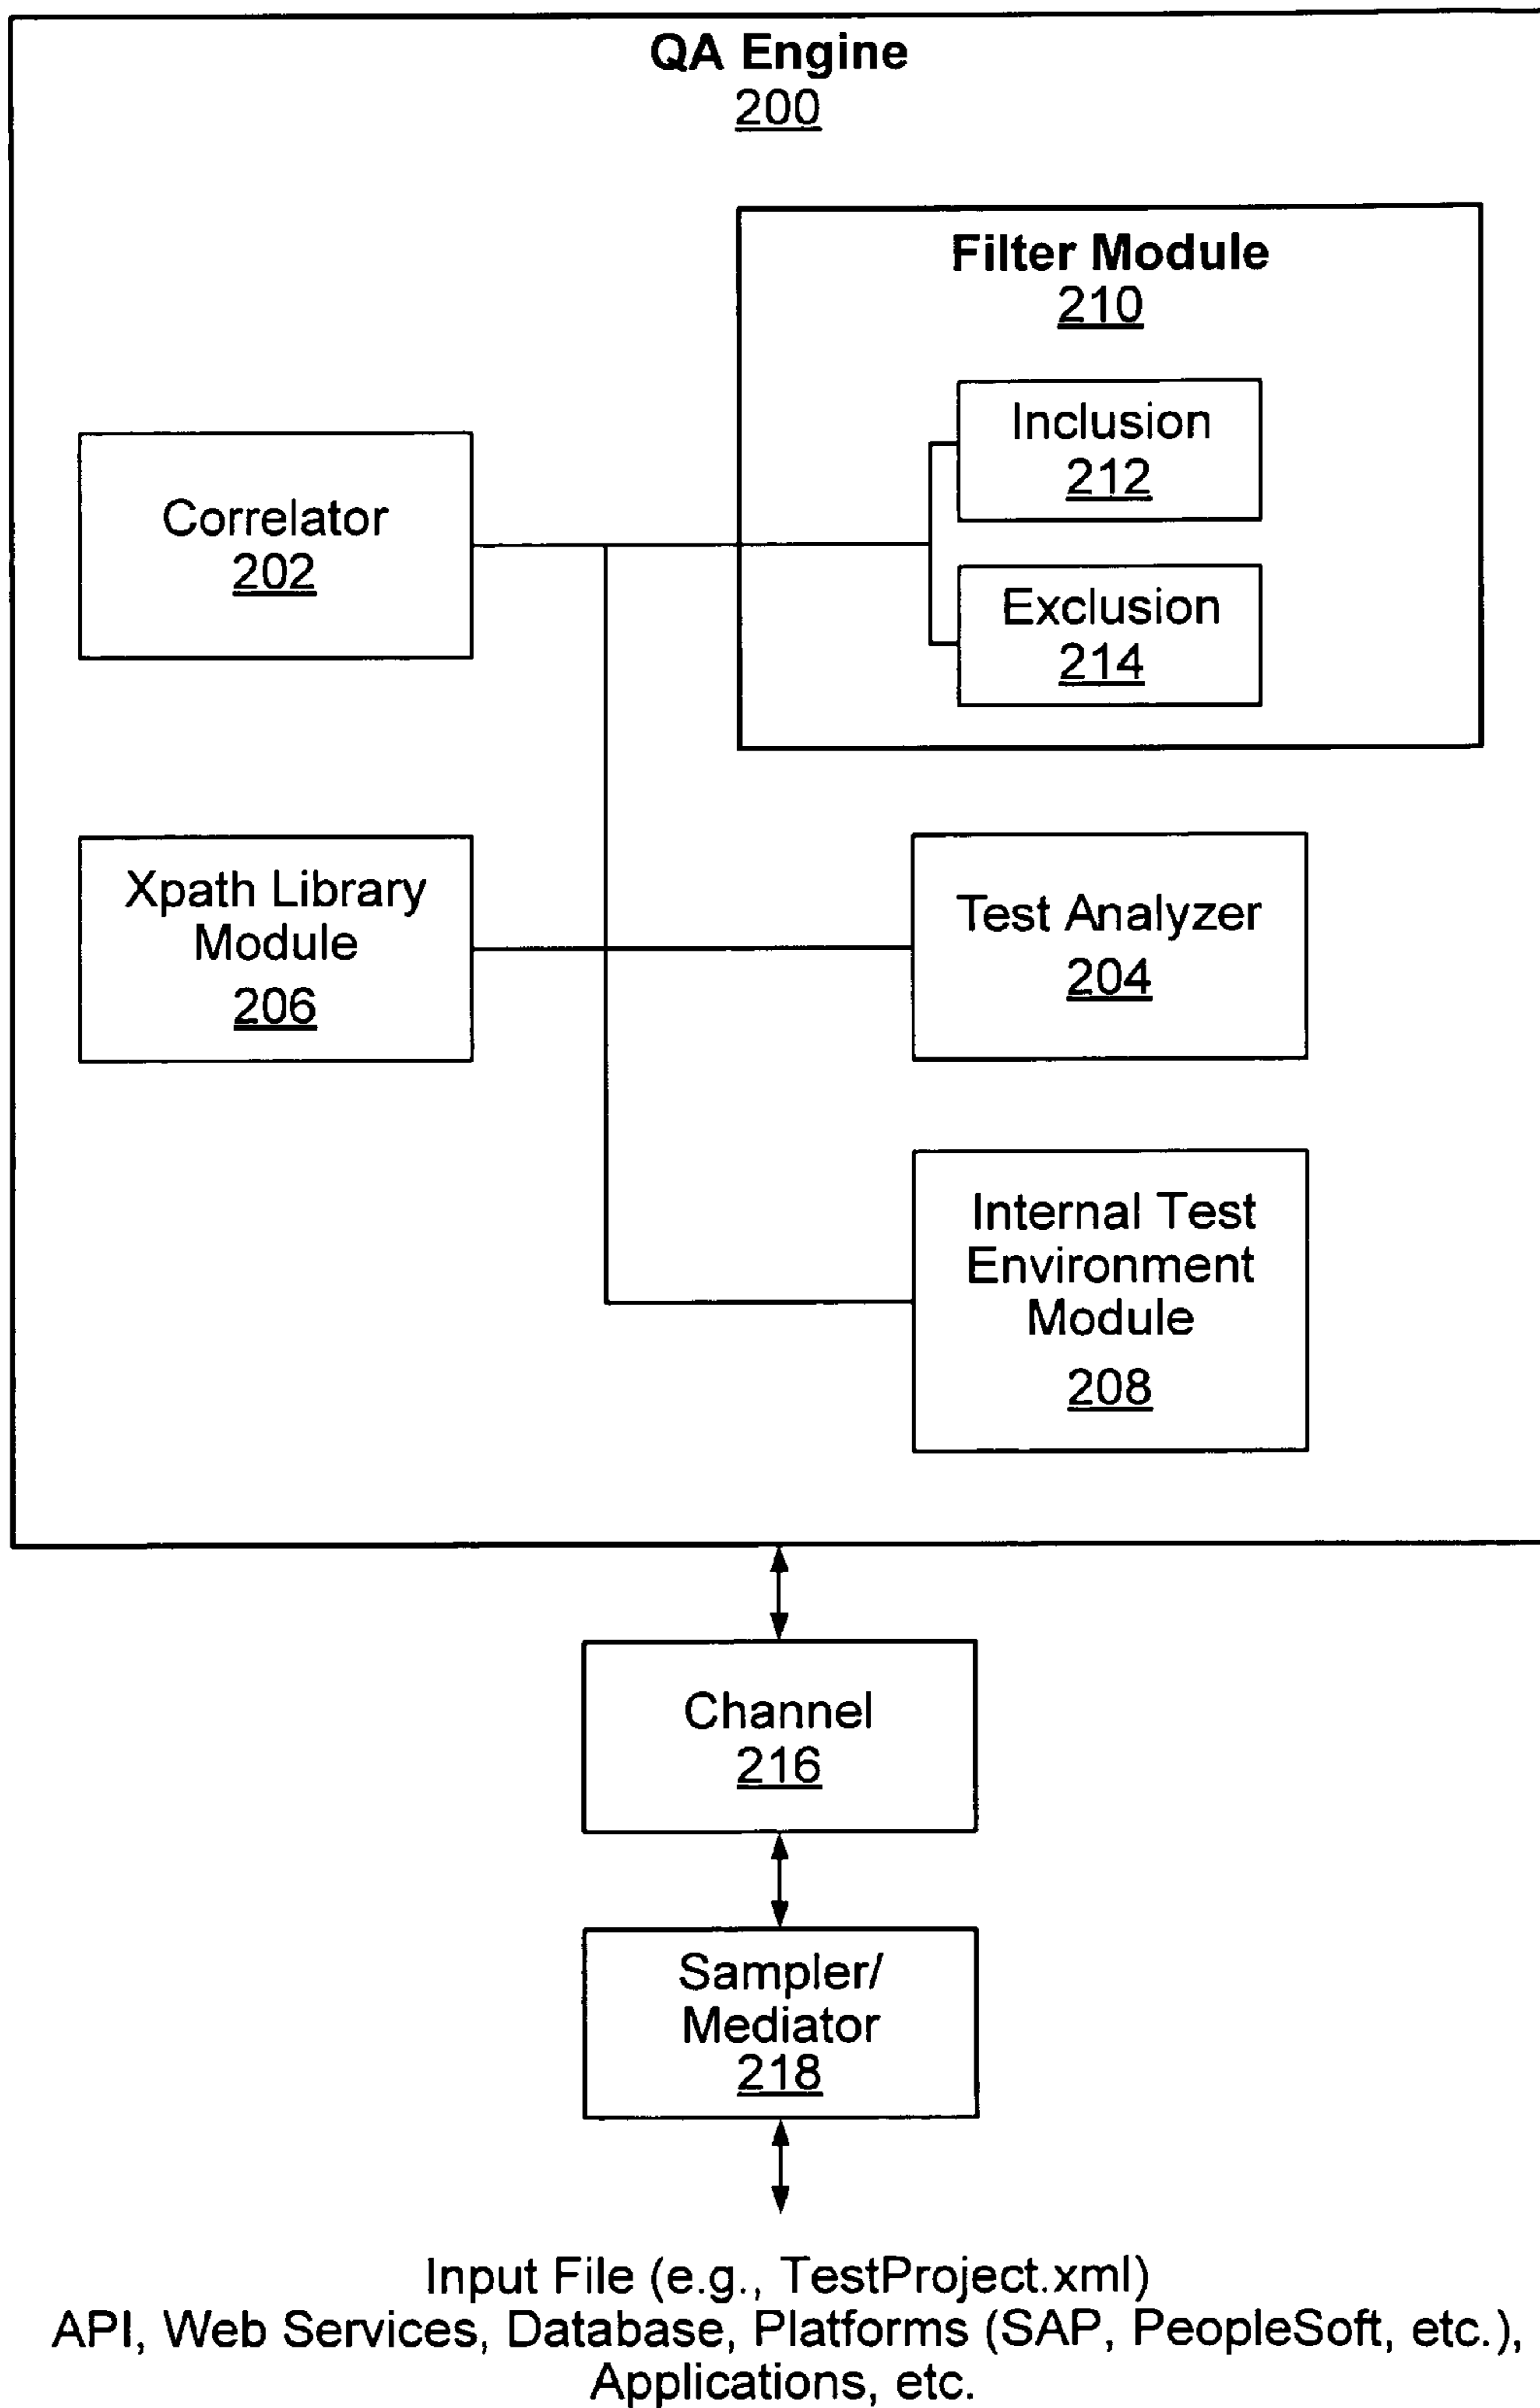 QA Engine
200
Filter Module
210
Inclusion
212
Correlator
202
Exclusion
214
Xpath Library
Module
206
Test Analyzer
204
Internal Test
Environment
Module
208
Channel
216
Sampler/
Mediator
218
Input File (e.g., TestProject.xml)
API, Web Services, Database, Platforms (SAP, PeopleSoft, etc.),
Applications, etc.